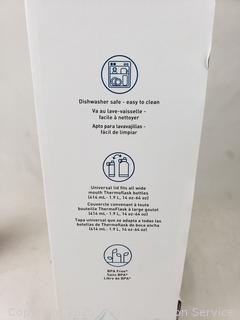 Dishwasher safe - easy to clean
Va au lave-vaisselle -
facile à nettoyer
Apto para lavavajillas -
fácil de limpiar
Universal lid fits all wide
mouth Thermoflask bottles
(414 mL- 1.9 L, 14 oz-64 oz)
Couvercle convenant à toute
bouteille Thermoflask à large goulot
(414 mL- 1.9 L, 14 oz-64 oz)
Tapa universal que se adapta a todas las
botellas de Thermoflask de boca ancha
(414 mL- 1.9 L, 14 oz-64 oz)
BPA Free*
Sans BPA*
Libre de BPA*